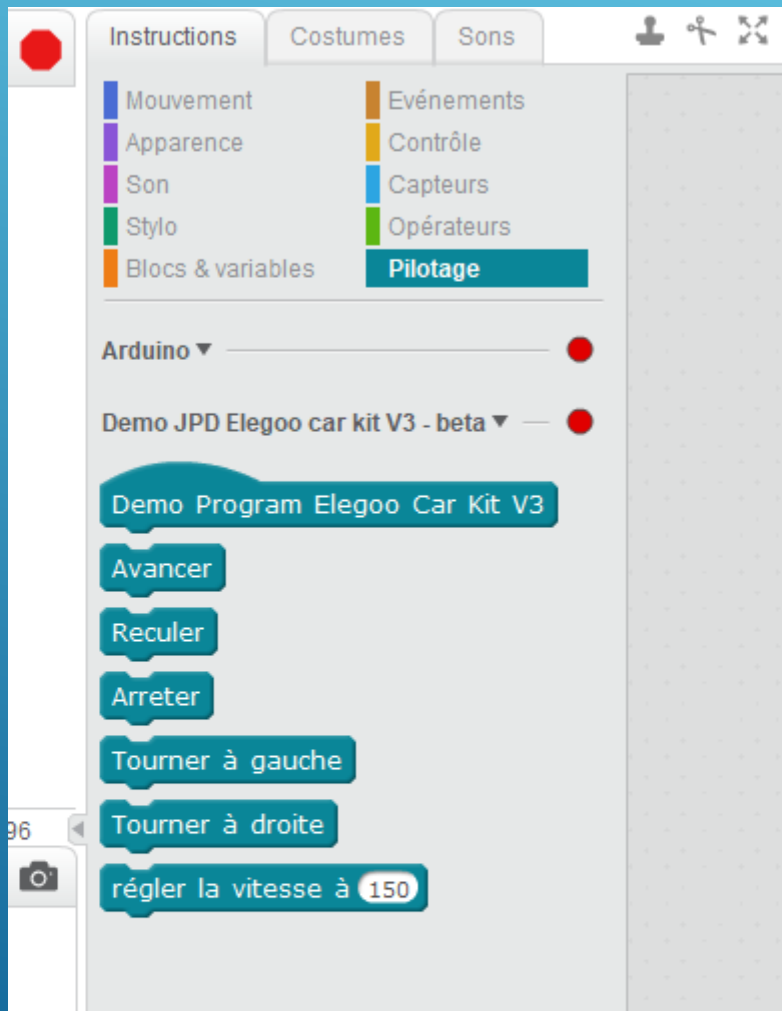 Instructions Costumes Sons
Mouvement Evénements
Apparence Contrôle
Son Capteurs
Stylo Opérateurs
Blocs & variables Pilotage
Arduino
Demo JPD Elegoo car kit V3 - beta
Demo Program Elegoo Car Kit V3
Avancer
Reculer
Arreter
Tourner à gauche
Tourner à droite
96
régler la vitesse à 150